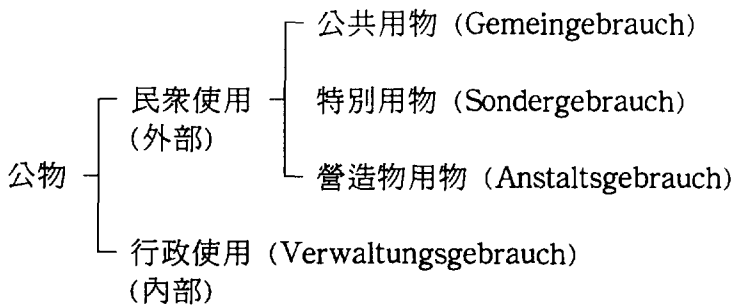 公共用物 (Gemeingebrauch)
民衆使用
(外部)
特別用物 (Sondergebrauch)
公物
營造物用物 (Anstaltsgebrauch)
行政使用 (Verwaltungsgebrauch)
(內部)